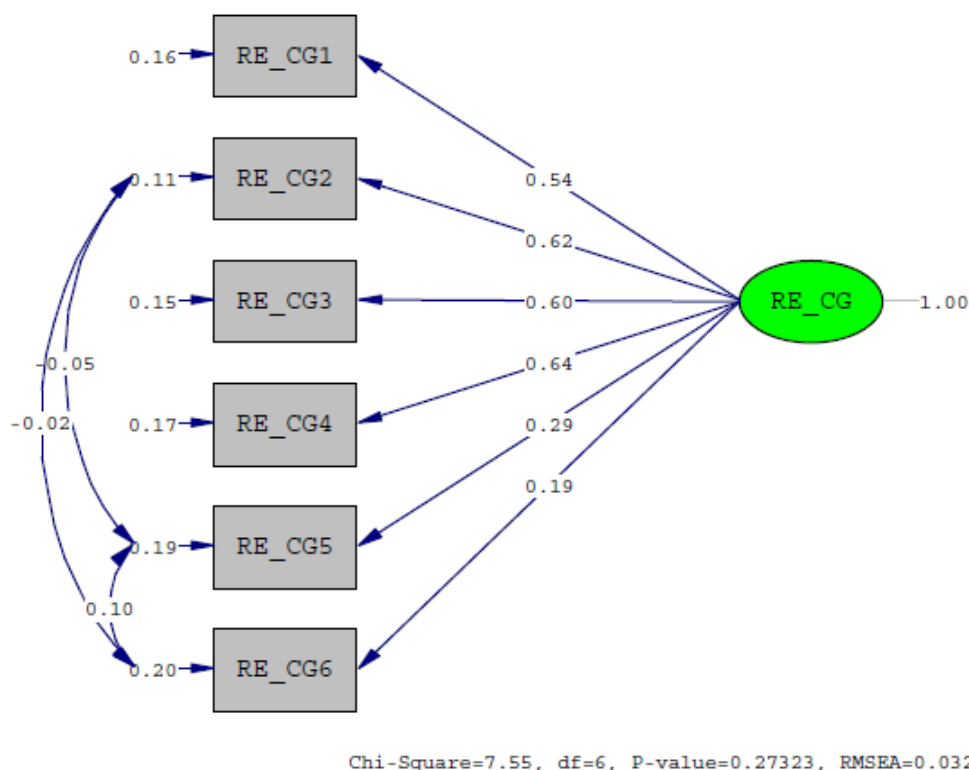 0.16 RE_CG1
0.54
0.11 RE_CG2
0.62
0.15 RE_CG3 0.60 RE_CG 1.00
-0.05 0.64
-0.02 0.17 RE_CG4 0.29
0.19
0.19 RE_CG5
0.10
0.20 RE_CG6
Chi-Square=7.55, df=6, P-value=0.27323, RMSEA=0.032